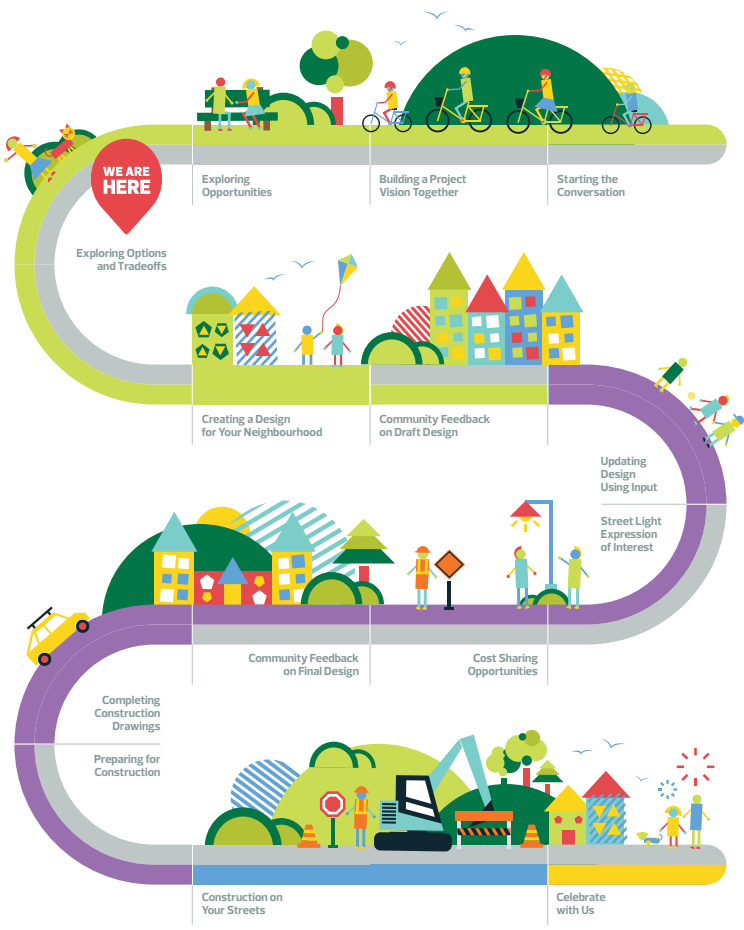 Exploring
Opportunities
Building a Project
Vision Together
Starting the
Conversation
WE ARE
HERE
Exploring Options
and Tradeoffs
Creating a Design
for Your Neighbourhood
Community Feedback
on Draft Design
Updating
Design
Using Input
Street Light
Expression
of Interest
Community Feedback
on Final Design
Cost Sharing
Opportunities
Completing
Construction
Drawings
Preparing for
Construction
Construction on
Your Streets
Celebrate
with Us